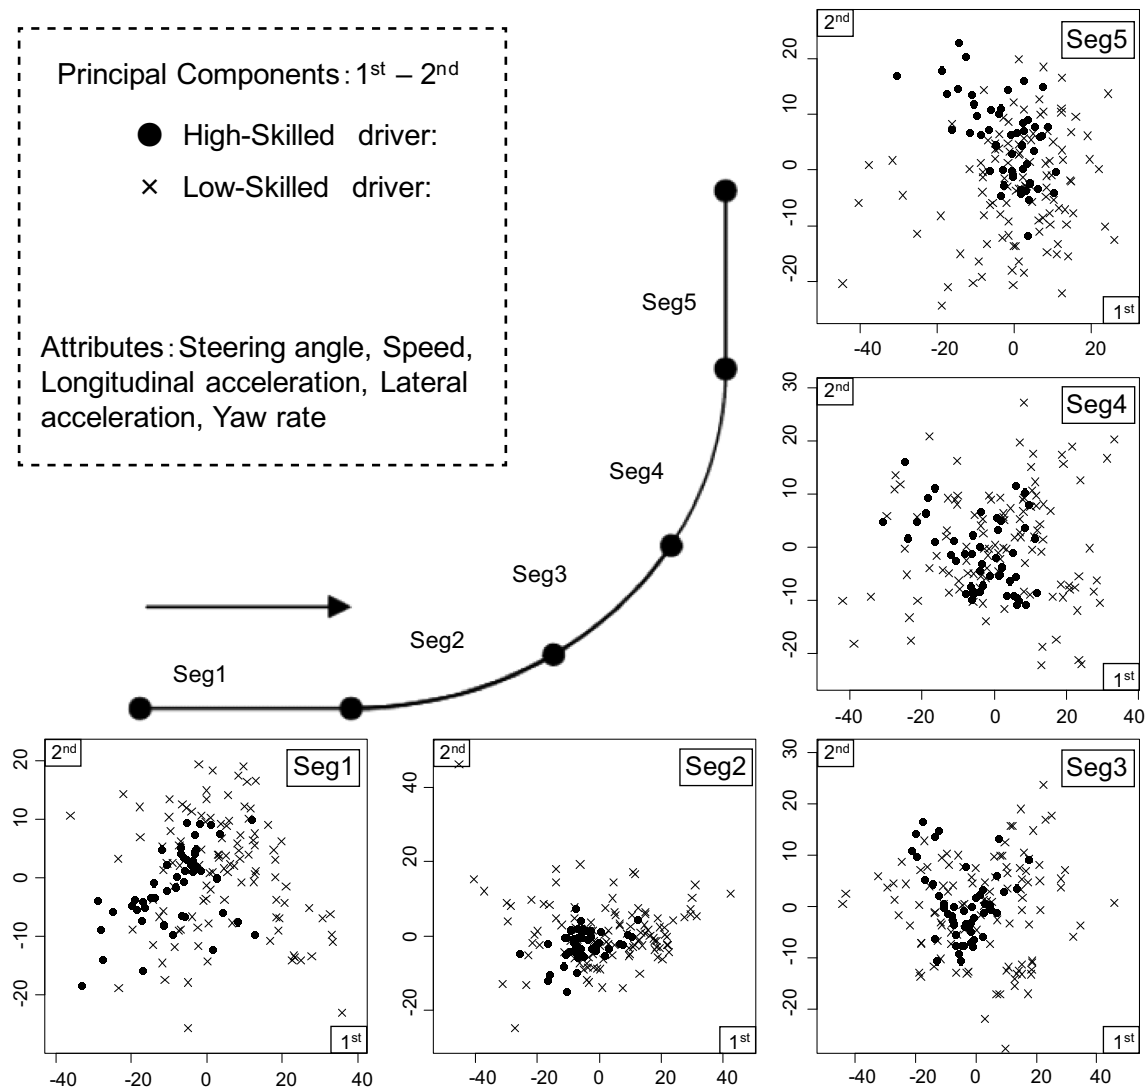 Principal Components: 1st – 2nd
High-Skilled driver:
Low-Skilled driver:
Attributes: Steering angle, Speed,
Longitudinal acceleration, Lateral
acceleration, Yaw rate
Seg5
Seg4
Seg3
Seg2
Seg1
2nd
Seg5
20
10
0
-10
-20
1st
-40 -20 0 20
2nd
Seg4
30
20
10
0
-10
-20
1st
-40 -20 0 20 40
2nd
Seg1
20
10
0
-10
-20
1st
-40 -20 0 20 40
2nd
Seg2
40
20
0
-20
1st
-40 -20 0 20 40
2nd
Seg3
30
20
10
0
-10
-20
1st
-40 -20 0 20 40